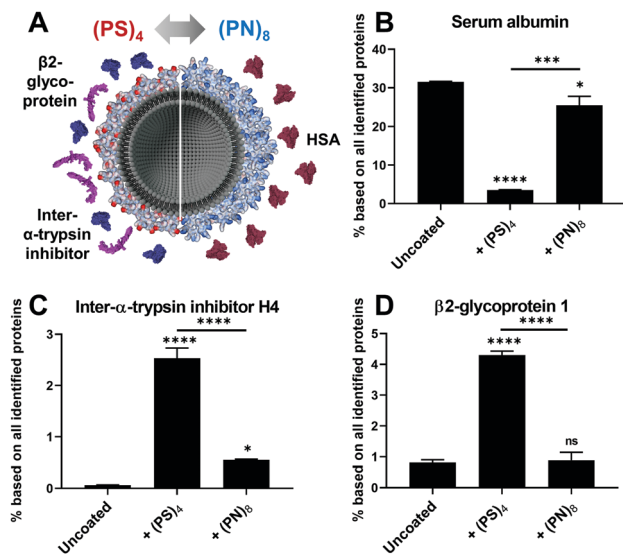 A
(PS)4
(PN)8
β2-
glyco-
protein
HSA
Inter-
α-trypsin
inhibitor
B
Serum albumin
% based on all identified proteins
40
30
20
10
0
***
*
****
Uncoated
+ (PS)4
+ (PN)8
C
Inter-α-trypsin inhibitor H4
% based on all identified proteins
3
2
1
0
****
****
*
Uncoated
+ (PS)4
+ (PN)8
D
β2-glycoprotein 1
% based on all identified proteins
5
4
3
2
1
0
****
****
ns
Uncoated
+ (PS)4
+ (PN)8